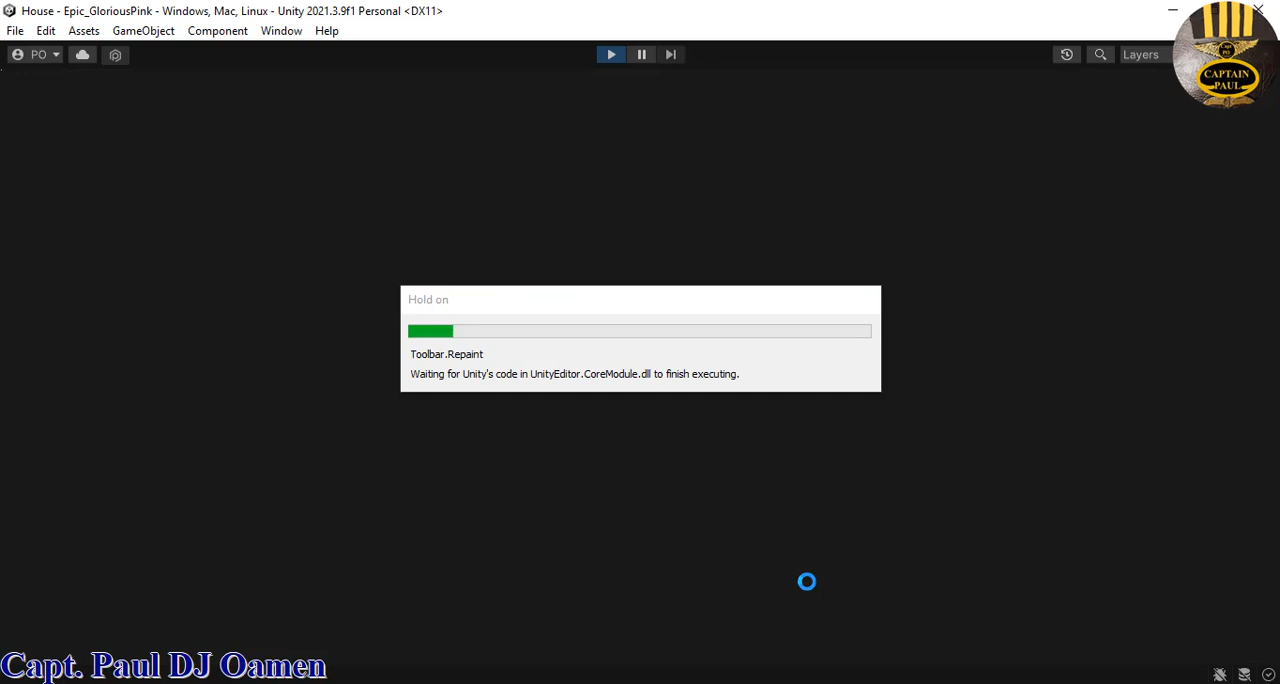 House - Epic_GloriousPink - Windows, Mac, Linux - Unity 2021.3.9f1 Personal <DX11>
File Edit Assets GameObject Component Window Help
PO Layers
Capt
PO
CAPTAIN
PAUL
Hold on
Toolbar.Repaint
Waiting for Unity's code in UnityEditor.CoreModule.dll to finish executing.
Capt. Paul DJ Oamen